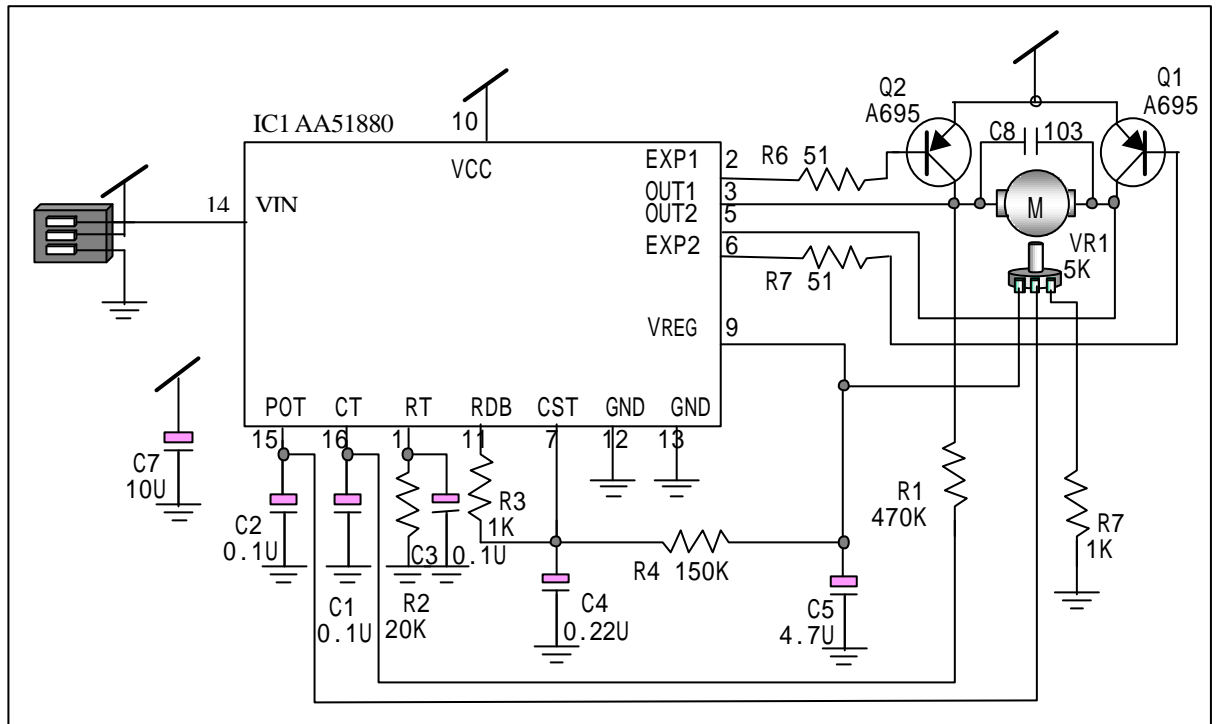 IC1 AA51880
10
VCC
14
VIN
EXP1
2
OUT1
3
OUT2
5
EXP2
6
VREG
9
R6 51
R7 51
Q2
A695
Q1
A695
C8
103
M
VR1
5K
POT
15
CT
16
RT
1
RDB
11
CST
7
GND
12
GND
13
C7
10U
C2
0.1U
C1
0.1U
R2
20K
C3
0.1U
R3
1K
C4
0.22U
R4 150K
C5
4.7U
R1
470K
R7
1K